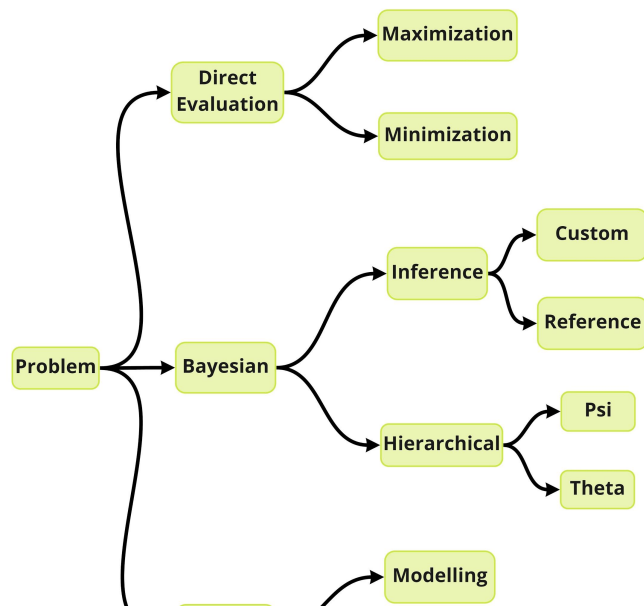 Maximization
Direct
Evaluation
Minimization
Custom
Inference
Reference
Problem
Bayesian
Psi
Hierarchical
Theta
Modelling